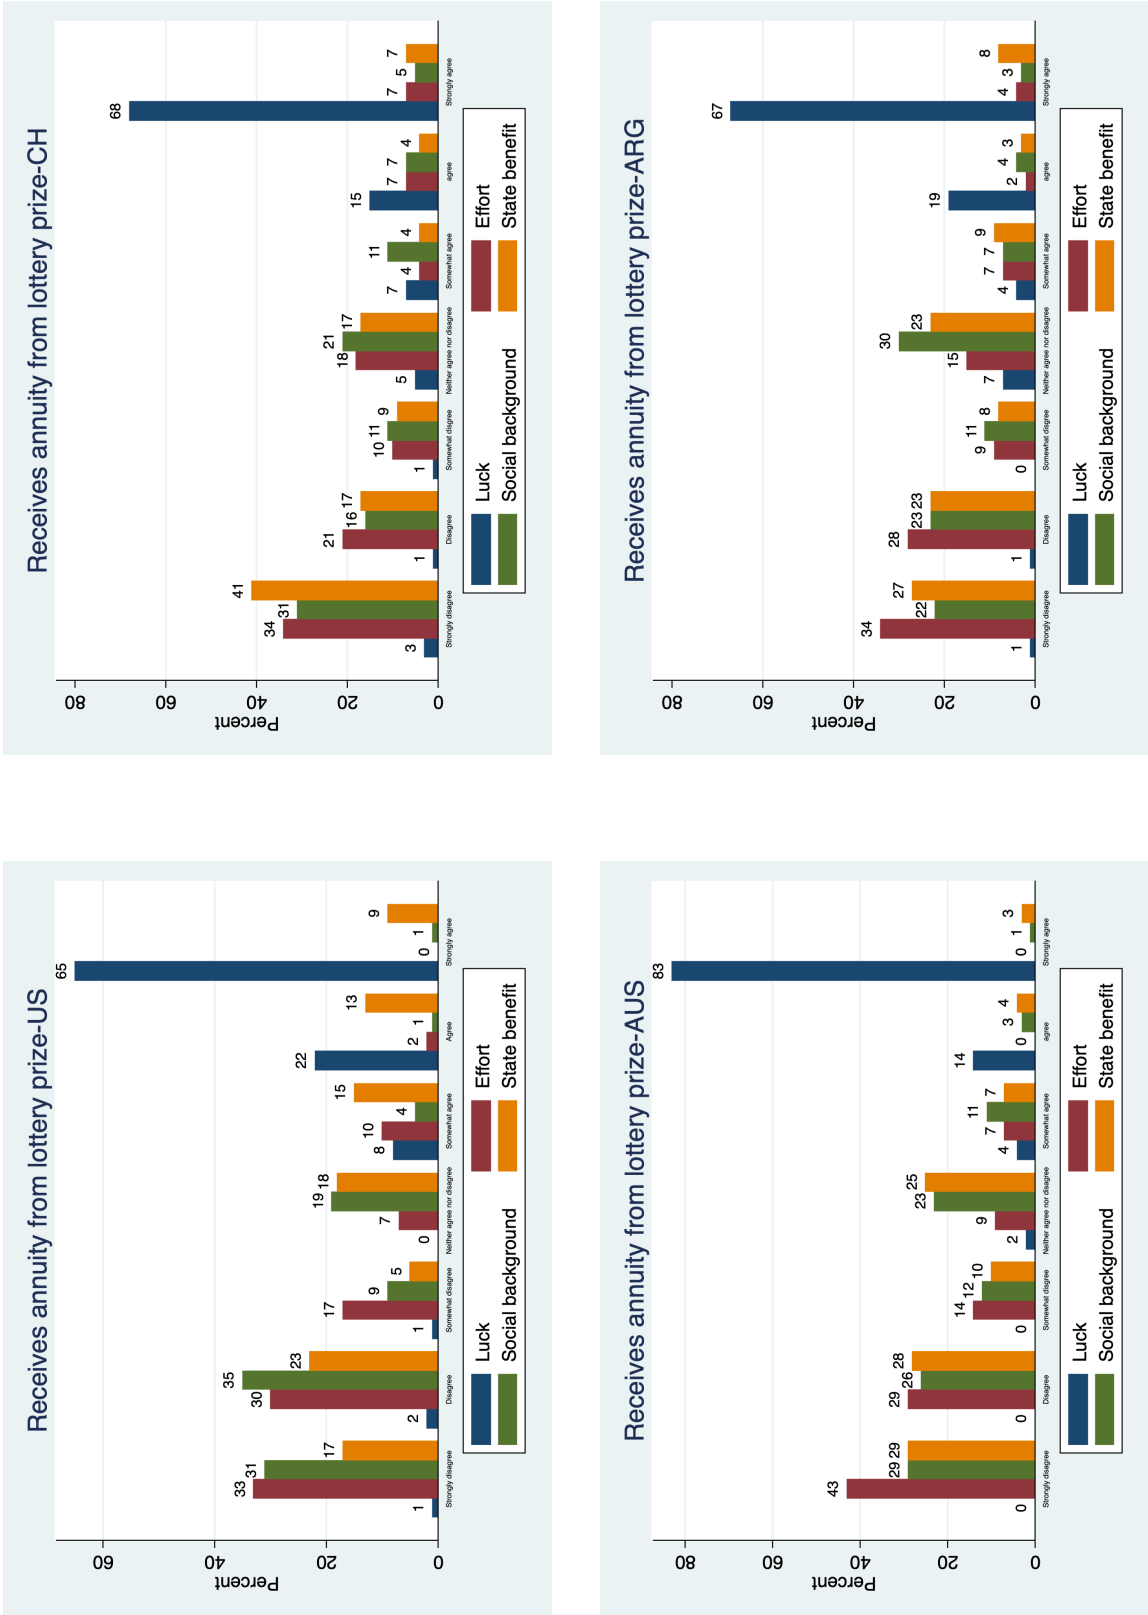 Receives annuity from lottery prize-US
60
40
20
0
Percent
1 33 31 17
2 30 35 23
1 17 9 5
0 7 19 18
8 10 4 15
22 2 1 13
65 0 1 9
Strongly disagree Disagree Somewhat disagree Neither agree nor disagree Somewhat agree Agree Strongly agree
Luck Effort
Social background State benefit
Receives annuity from lottery prize-CH
80
60
40
20
0
Percent
3 34 31 41
1 21 16 17
1 10 11 9
5 18 21 17
7 4 11 4
15 7 7 4
68 7 5 7
Strongly disagree Disagree Somewhat disgree Neither agree nor disagree Somewhat agree agree Strongly agree
Luck Effort
Social background State benefit
Receives annuity from lottery prize-AUS
80
60
40
20
0
Percent
0 43 29 29
0 29 26 28
0 14 12 10
2 9 23 25
4 7 11 7
14 0 3 4
83 0 1 3
Strongly disagree Disagree Somewhat disgree Neither agree nor disagree Somewhat agree agree Strongly agree
Luck Effort
Social background State benefit
Receives annuity from lottery prize-ARG
80
60
40
20
0
Percent
1 34 22 27
1 28 23 23
0 9 11 8
7 15 30 23
4 7 7 9
19 2 4 3
67 4 3 8
Strongly disagree Disagree Somewhat disgree Neither agree nor disagree Somewhat agree agree Strongly agree
Luck Effort
Social background State benefit